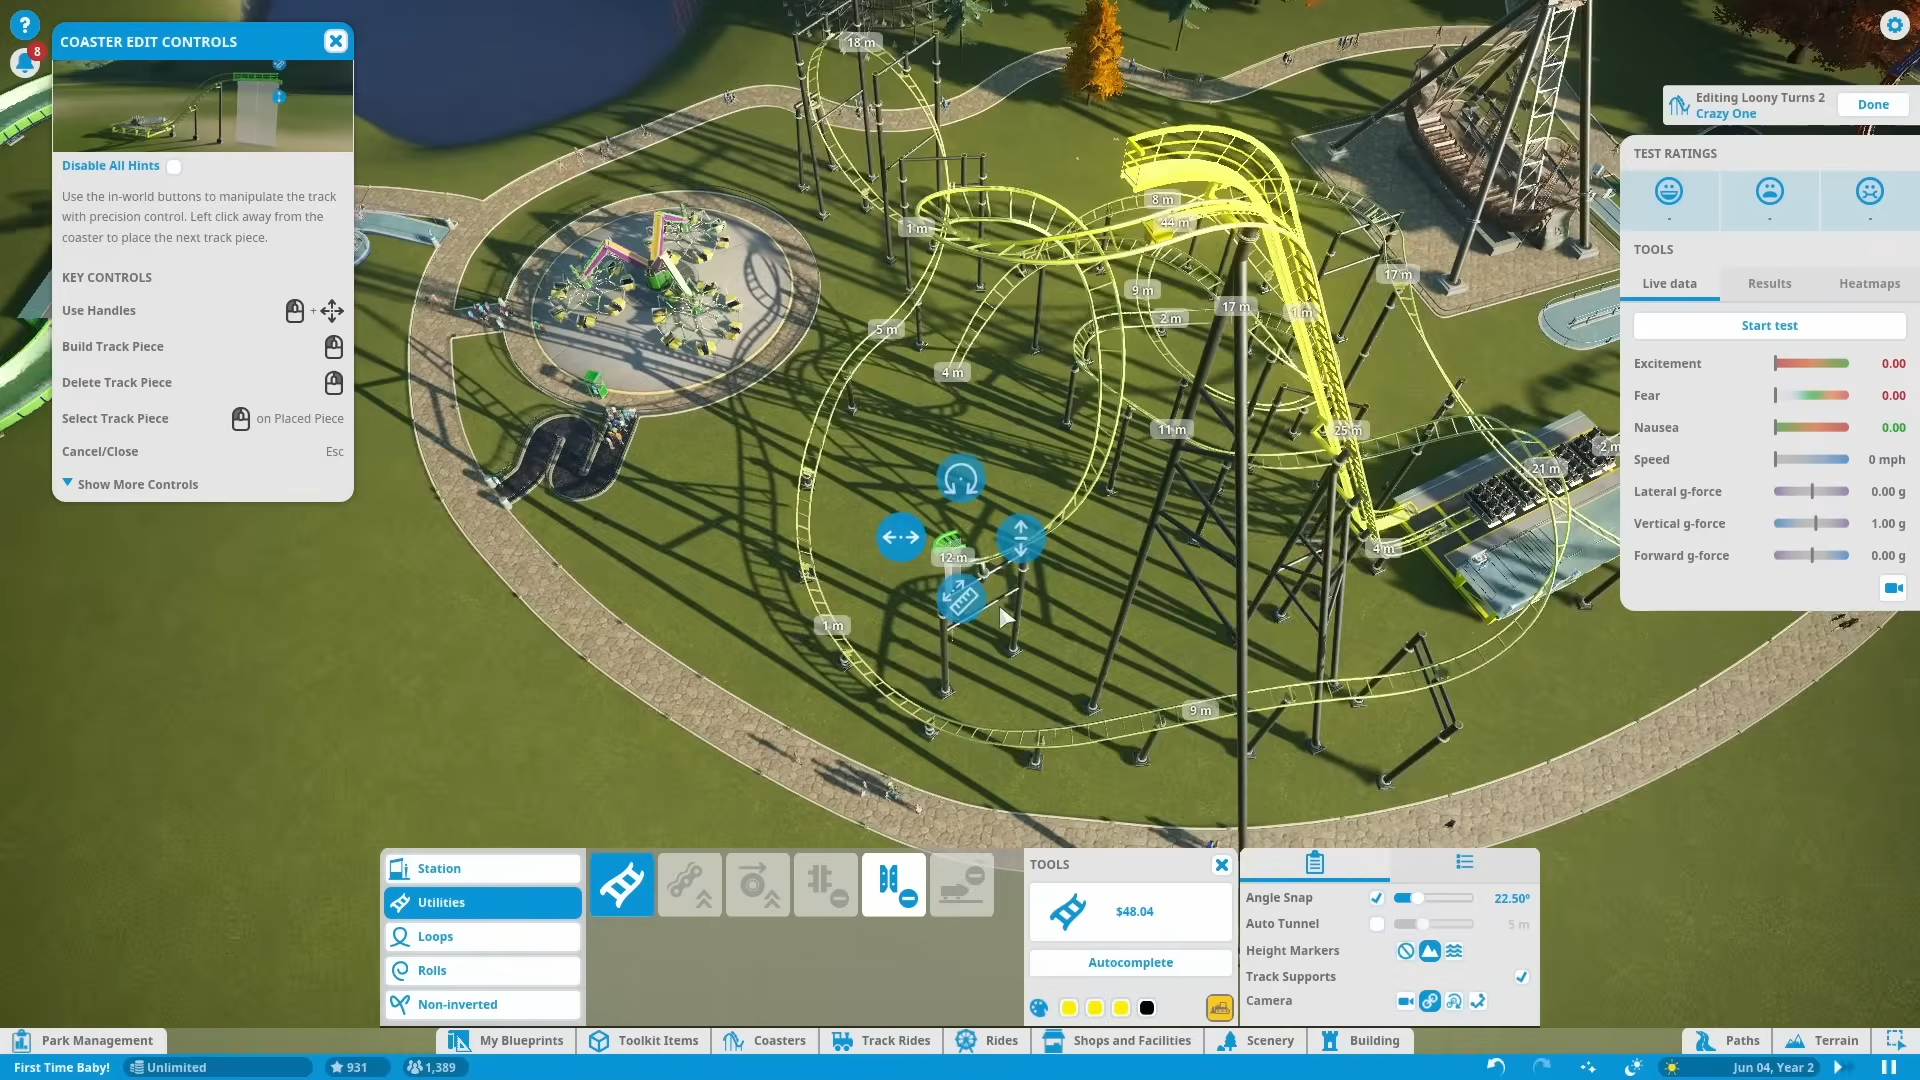 ?
8
COASTER EDIT CONTROLS
Disable All Hints
Use the in-world buttons to manipulate the track
with precision control. Left click away from the
coaster to place the next track piece.
KEY CONTROLS
Use Handles +
Build Track Piece
Delete Track Piece
Select Track Piece on Placed Piece
Cancel/Close Esc
Show More Controls
18 m
8 m
44 m
1 m
17 m
9 m
17 m
1 m
2 m
5 m
4 m
11 m
25 m
2 m
21 m
4 m
12 m
1 m
9 m
Editing Loony Turns 2
Crazy One
Done
TEST RATINGS
- - -
TOOLS
Live data Results Heatmaps
Start test
Excitement 0.00
Fear 0.00
Nausea 0.00
Speed 0 mph
Lateral g-force 0.00 g
Vertical g-force 1.00 g
Forward g-force 0.00 g
Station
Utilities
Loops
Rolls
Non-inverted
TOOLS
$48.04
Autocomplete
Angle Snap 22.50°
Auto Tunnel 5 m
Height Markers
Track Supports
Camera
Park Management
My Blueprints
Toolkit Items
Coasters
Track Rides
Rides
Shops and Facilities
Scenery
Building
Paths
Terrain
First Time Baby!
Unlimited
931
1,389
Jun 04, Year 2